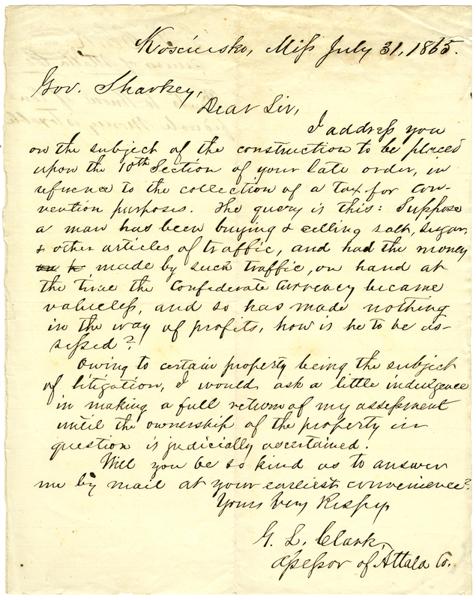 Kosciusko, Miss July 31, 1865.
Gov. Sharkey,
Dear Sir,
I address you
on the subject of the construction to be placed
upon the 10th Section of your late order, in
refference to the collection of a tax for con-
vention purposes. The query is this: Suppose
a man has been buying & selling salt, sugar,
& other articles of traffic, and had the money
made by such traffic, on hand at
the time the Confederate Currency became
valueless, and so has made nothing
in the way of profits, how is he to be as-
sessed?
Owing to certain property being the subject
of litigation, I would ask a little indulgence
in making a full return of my assessment
until the ownership of the property in
question is judicially ascertained.
Will you be so kind as to answer
me by mail at your earliest convenience?
Yours Very Respy,
G. L. Clark,
Assessor of Attala Co.